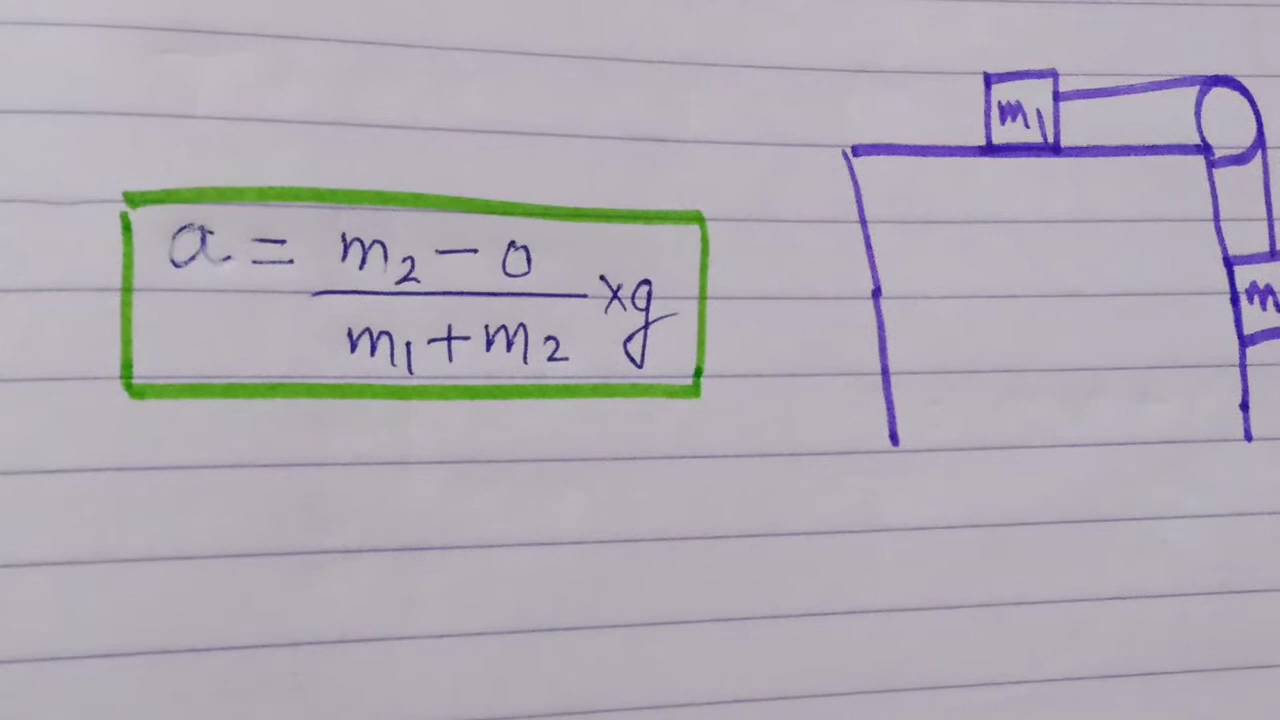 a = (m₂ − 0) / (m₁ + m₂) × g
m₁
m